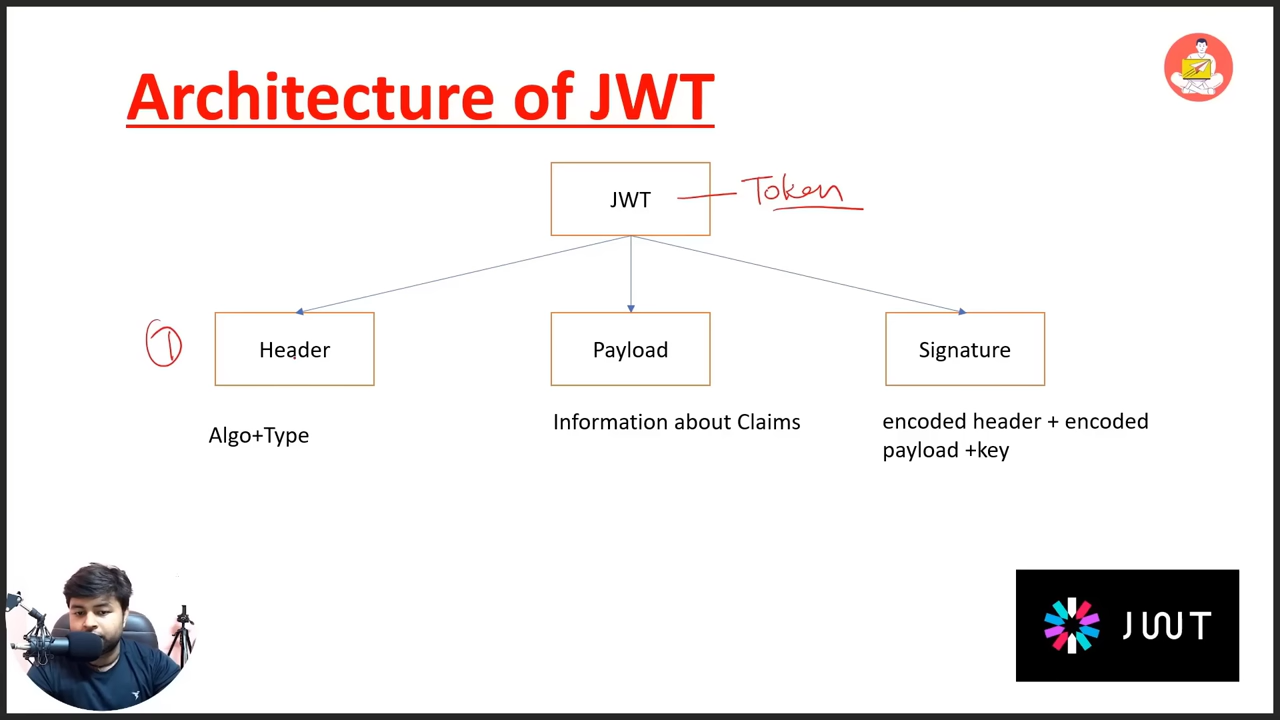 Architecture of JWT
JWT
Token
1
Header
Payload
Signature
Algo+Type
Information about Claims
encoded header + encoded
payload +key
JWT